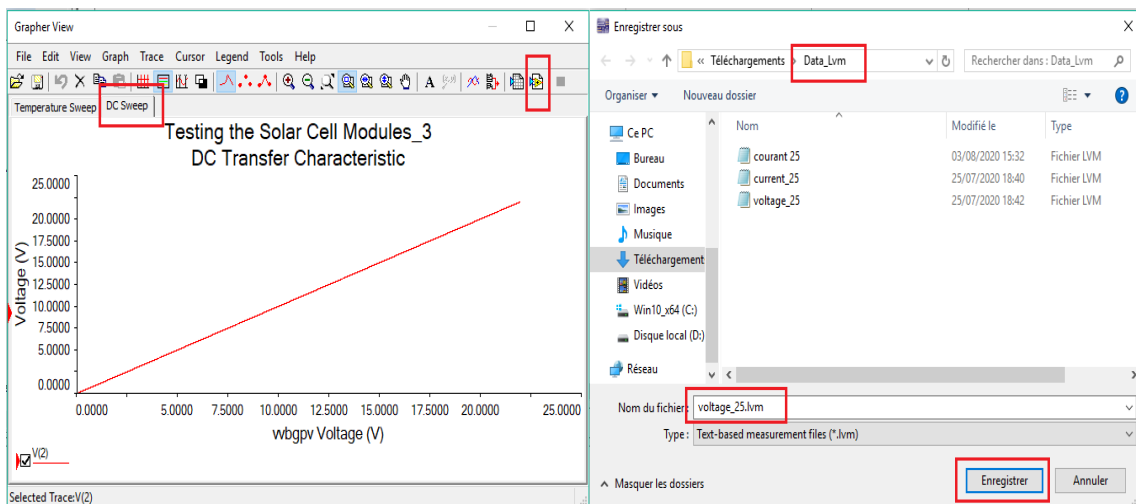 Grapher View
File Edit View Graph Trace Cursor Legend Tools Help
A
Temperature Sweep DC Sweep
Testing the Solar Cell Modules_3
DC Transfer Characteristic
25.0000
20.0000
17.5000
15.0000
12.5000
10.0000
7.5000
5.0000
0.0000
Voltage (V)
0.0000 5.0000 7.5000 10.0000 12.5000 15.0000 20.0000 25.0000
vvbgpv Voltage (V)
V(2)
Selected Trace:V(2)
Enregistrer sous
« Téléchargements › Data_Lvm
Rechercher dans : Data_Lvm
Organiser Nouveau dossier
Ce PC
Bureau
Documents
Images
Musique
Téléchargement
Vidéos
Win10_x64 (C:)
Disque local (D:)
Réseau
Nom Modifié le Type
courant 25 03/08/2020 15:32 Fichier LVM
current_25 25/07/2020 18:40 Fichier LVM
voltage_25 25/07/2020 18:42 Fichier LVM
Nom du fichier : voltage_25.lvm
Type : Text-based measurement files (*.lvm)
Masquer les dossiers
Enregistrer Annuler